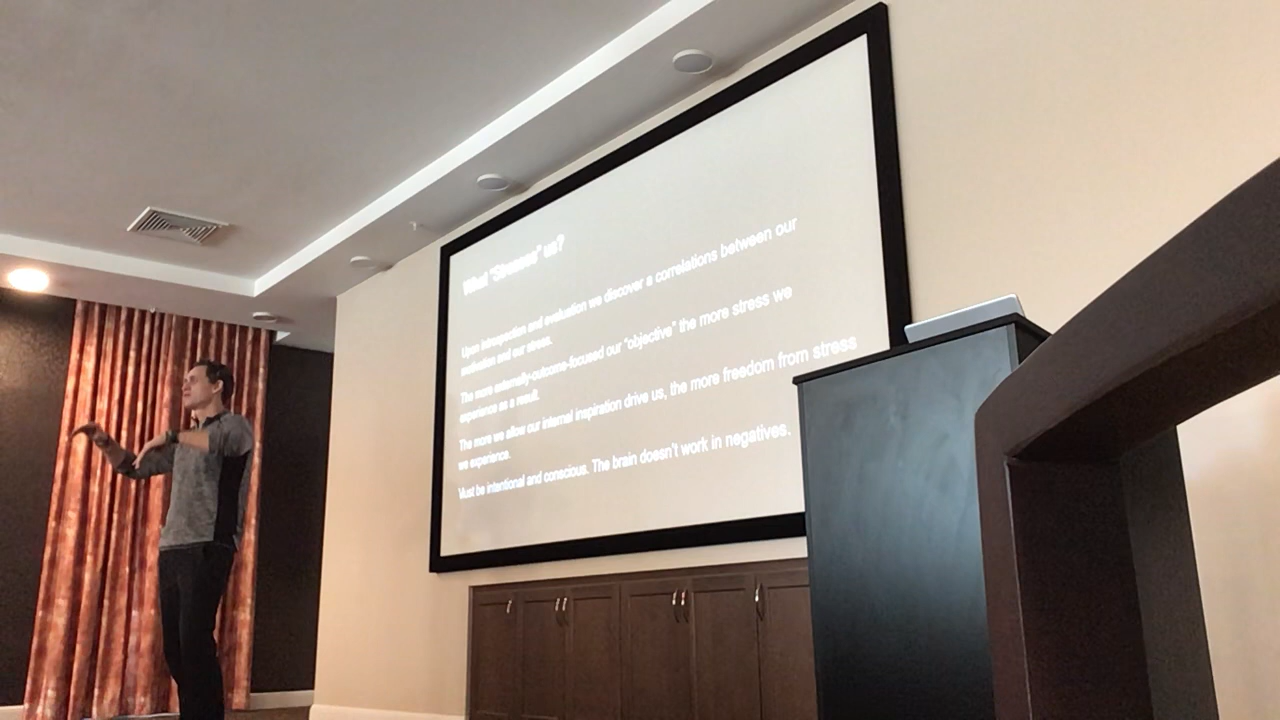 What "Stresses" us?
Upon introspection and evaluation we discover a correlations between our
evaluation and our stress.
The more externally-outcome-focused our "objective" the more stress we
experience as a result.
The more we allow our internal inspiration drive us, the more freedom from stress
we experience.
Must be intentional and conscious. The brain doesn't work in negatives.